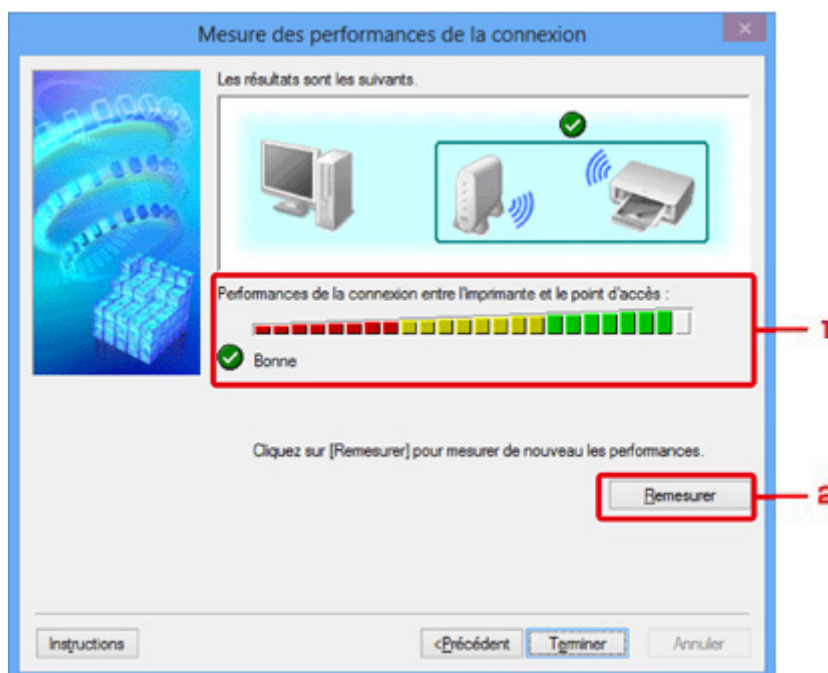 Mesure des performances de la connexion
Les résultats sont les suivants.
Performances de la connexion entre l'imprimante et le point d'accès :
1
Bonne
Cliquez sur [Remesurer] pour mesurer de nouveau les performances.
Remesurer
2
Instructions
<Précédent
Terminer
Annuler